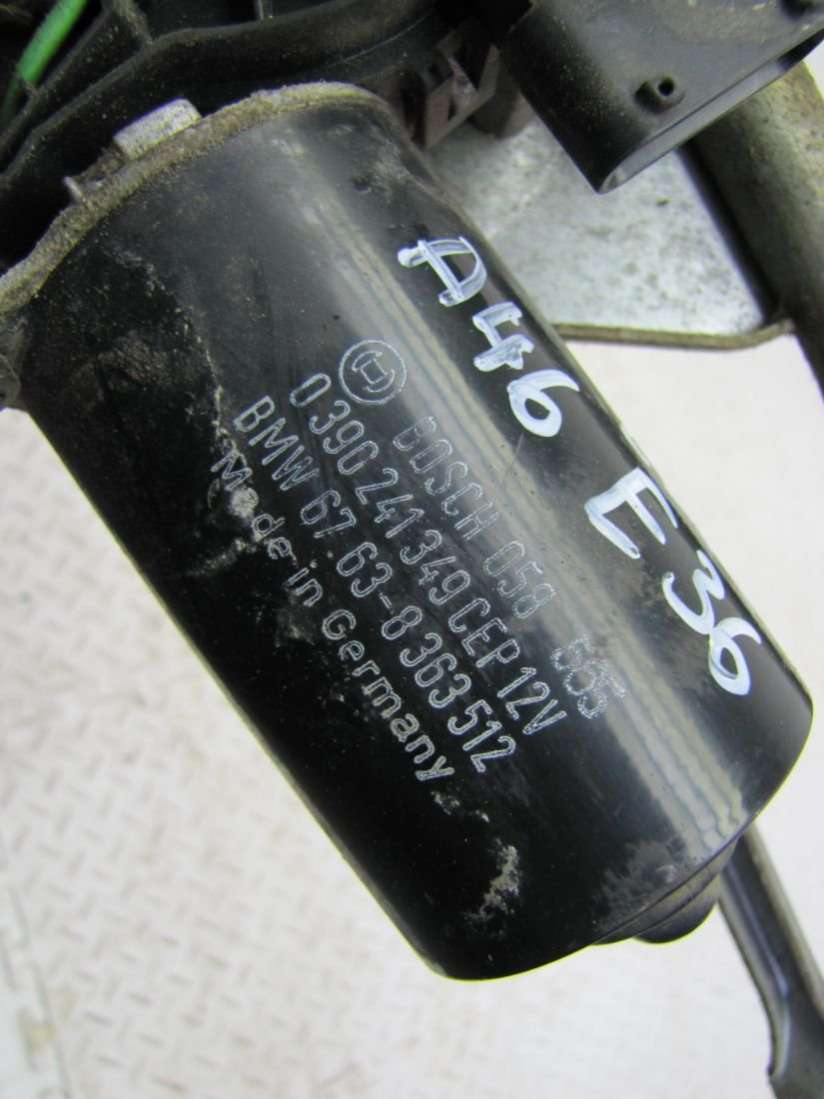 A46 E36
BOSCH 058 555
0 390 241 349 CEP 12V
BMW 67 63-8 363 512
Made in Germany